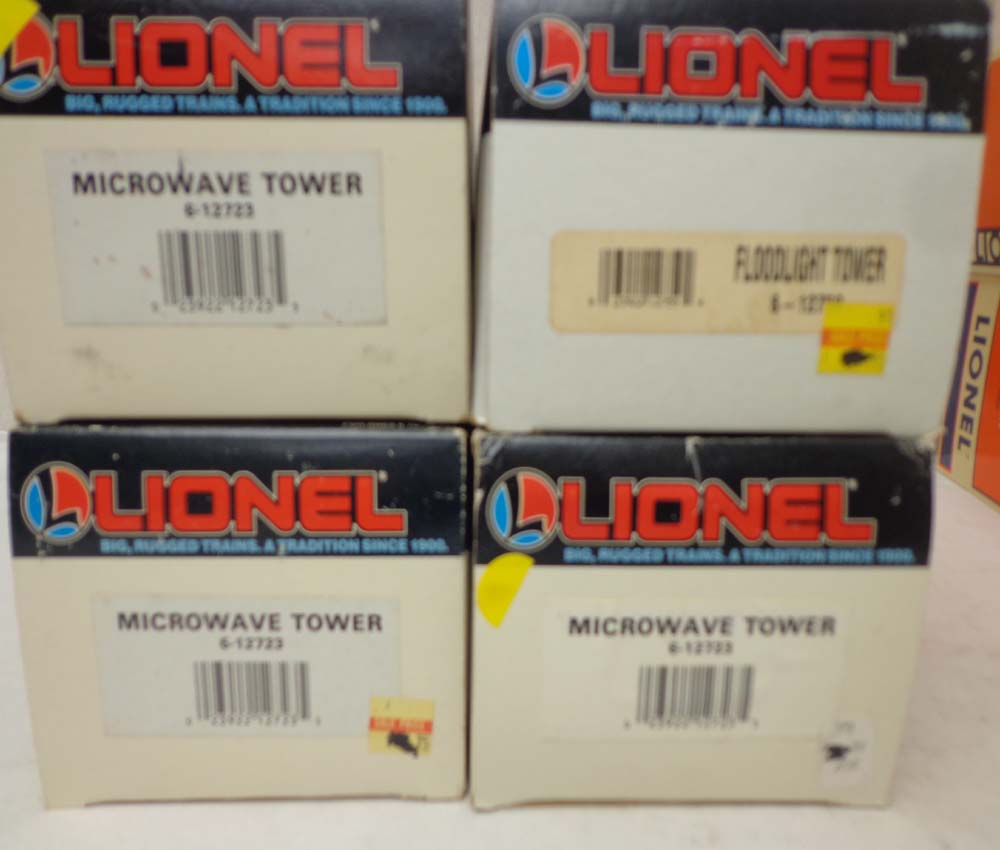 LIONEL
BIG, RUGGED TRAINS. A TRADITION SINCE 1900.
MICROWAVE TOWER
6-12723
LIONEL
BIG, RUGGED TRAINS. A TRADITION SINCE 1900.
FLOODLIGHT TOWER
LIONEL
BIG, RUGGED TRAINS. A TRADITION SINCE 1900.
MICROWAVE TOWER
6-12723
LIONEL
BIG, RUGGED TRAINS. A TRADITION SINCE 1900.
MICROWAVE TOWER
6-12723
LIONEL